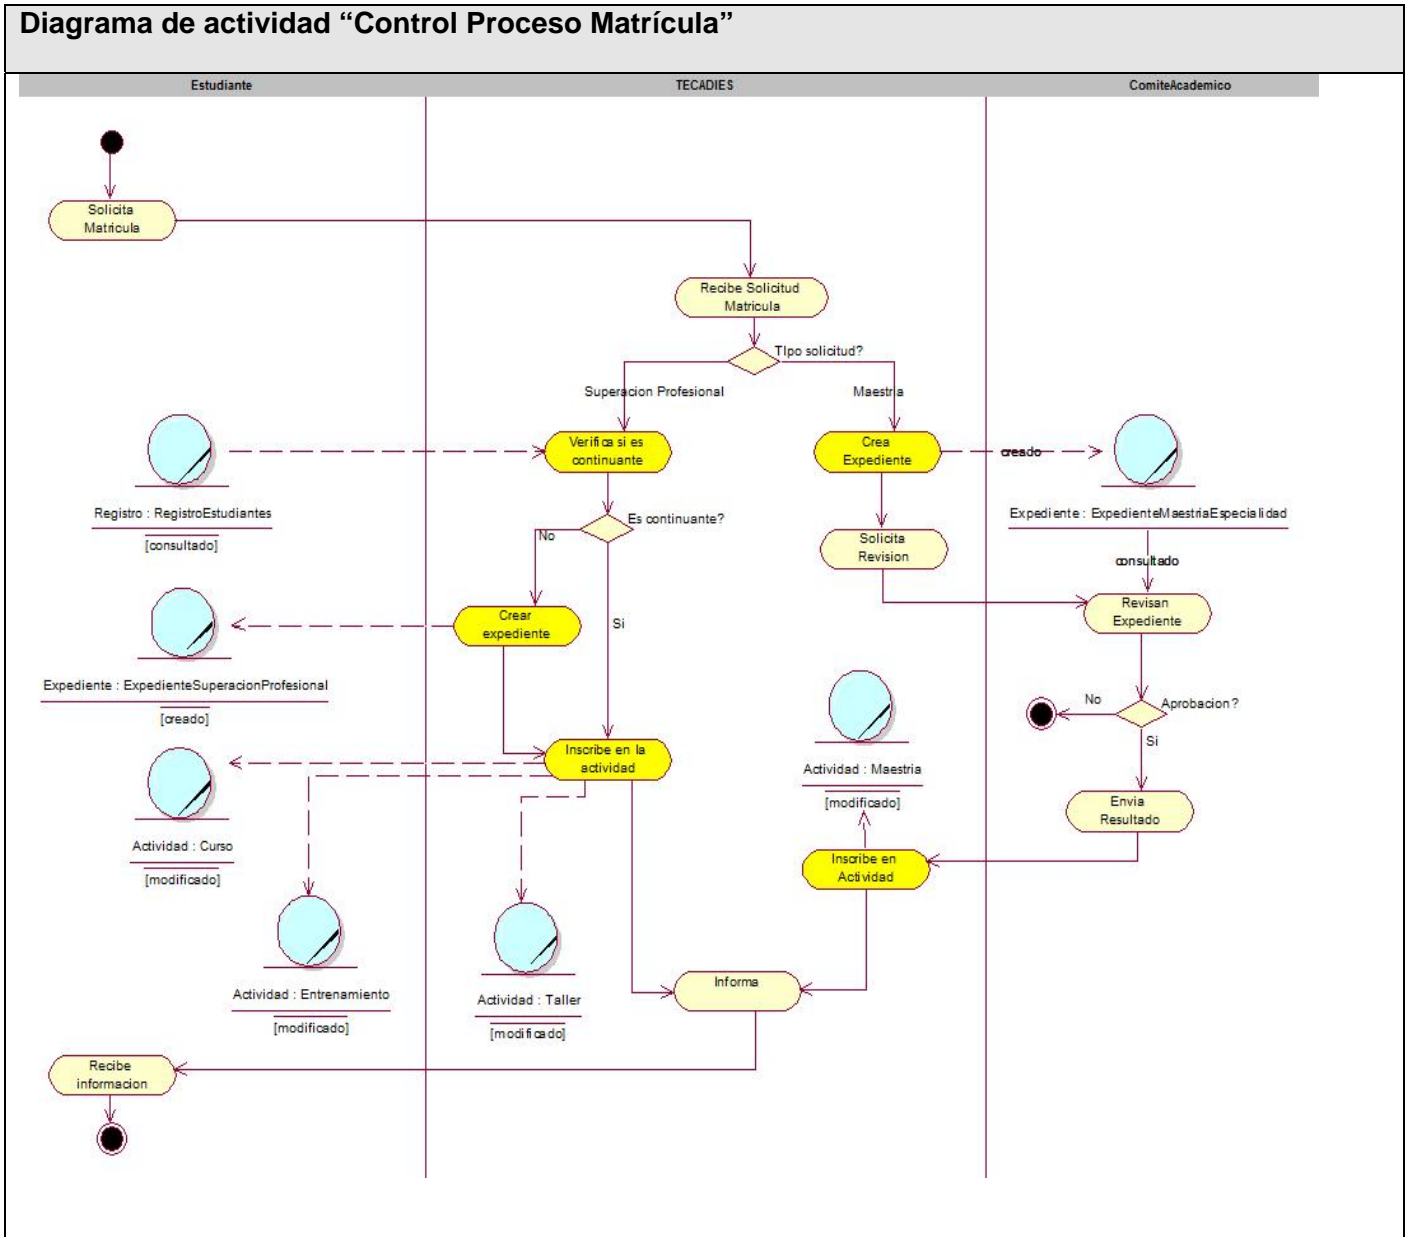 Diagrama de actividad “Control Proceso Matrícula”
Estudiante
TECADIES
ComiteAcademico
Solicita
Matricula
Recibe Solicitud
Matricula
TIpo solicitud?
Superacion Profesional
Maestria
Verifica si es
continuante
Crea
Expediente
creado
Registro : RegistroEstudiantes
[consultado]
Expediente : ExpedienteMaestriaEspecialidad
Es continuante?
No
Solicita
Revision
consultado
Revisan
Expediente
Crear
expediente
Si
Expediente : ExpedienteSuperacionProfesional
[creado]
No
Aprobacion?
Si
Inscribe en la
actividad
Actividad : Maestria
[modificado]
Envia
Resultado
Actividad : Curso
[modificado]
Inscribe en
Actividad
Actividad : Entrenamiento
[modificado]
Actividad : Taller
[modificado]
Informa
Recibe
informacion